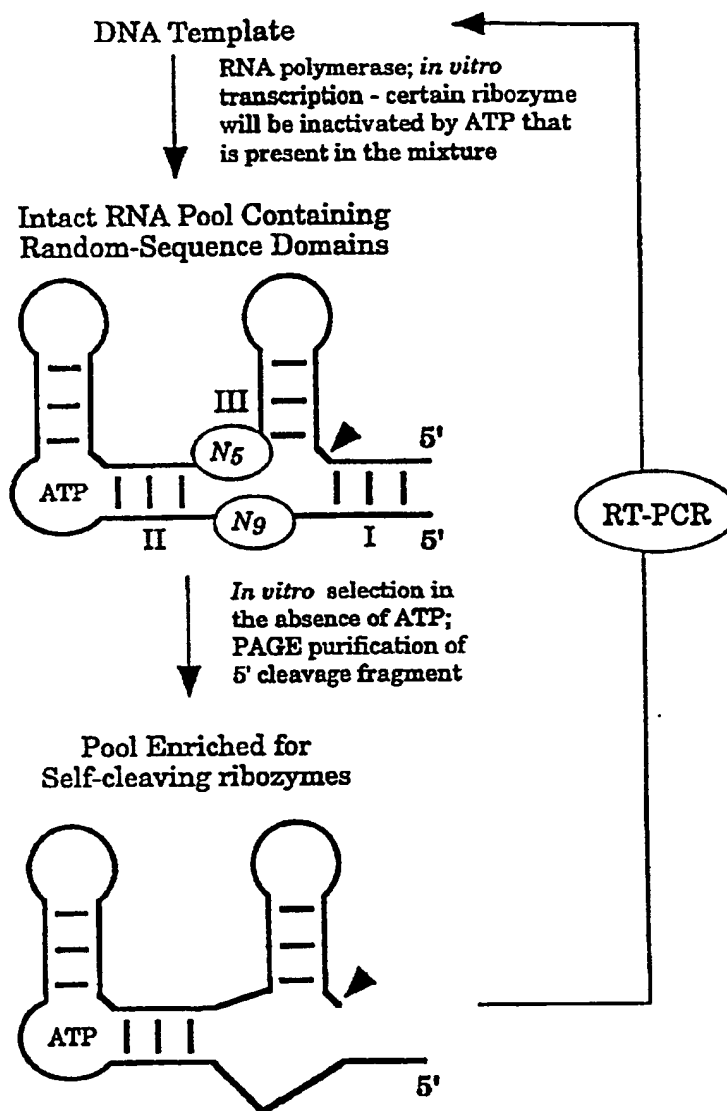 DNA Template
RNA polymerase; in vitro
transcription - certain ribozyme
will be inactivated by ATP that
is present in the mixture
Intact RNA Pool Containing
Random-Sequence Domains
III
5'
N5
ATP
RT-PCR
N9
II
I
5'
In vitro selection in
the absence of ATP;
PAGE purification of
5' cleavage fragment
Pool Enriched for
Self-cleaving ribozymes
ATP
5'